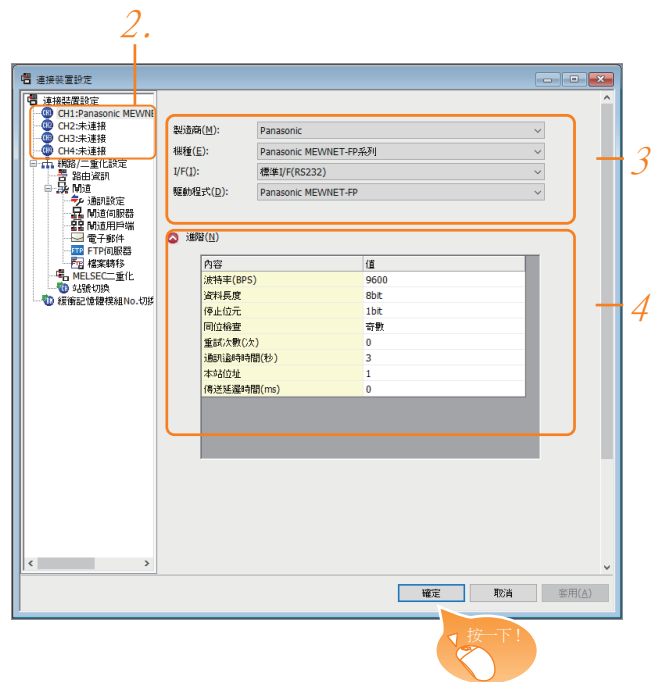 2.
連接裝置設定
連接裝置設定
CH1:Panasonic MEWNE
CH2:未連接
CH3:未連接
CH4:未連接
網路/二重化設定
路由資訊
閘道
通訊設定
閘道伺服器
閘道用戶端
電子郵件
FTP伺服器
檔案轉移
MELSEC二重化
站號切換
緩衝記憶體模組No.切換
製造商(M): Panasonic
機種(E): Panasonic MEWNET-FP系列
I/F(I): 標準I/F(RS232)
驅動程式(D): Panasonic MEWNET-FP
3
進階(N)
內容 值
波特率(BPS) 9600
資料長度 8bit
停止位元 1bit
同位檢查 奇數
重試次數(次) 0
通訊逾時時間(秒) 3
本站位址 1
傳送延遲時間(ms) 0
4
確定 取消 套用(A)
按一下!